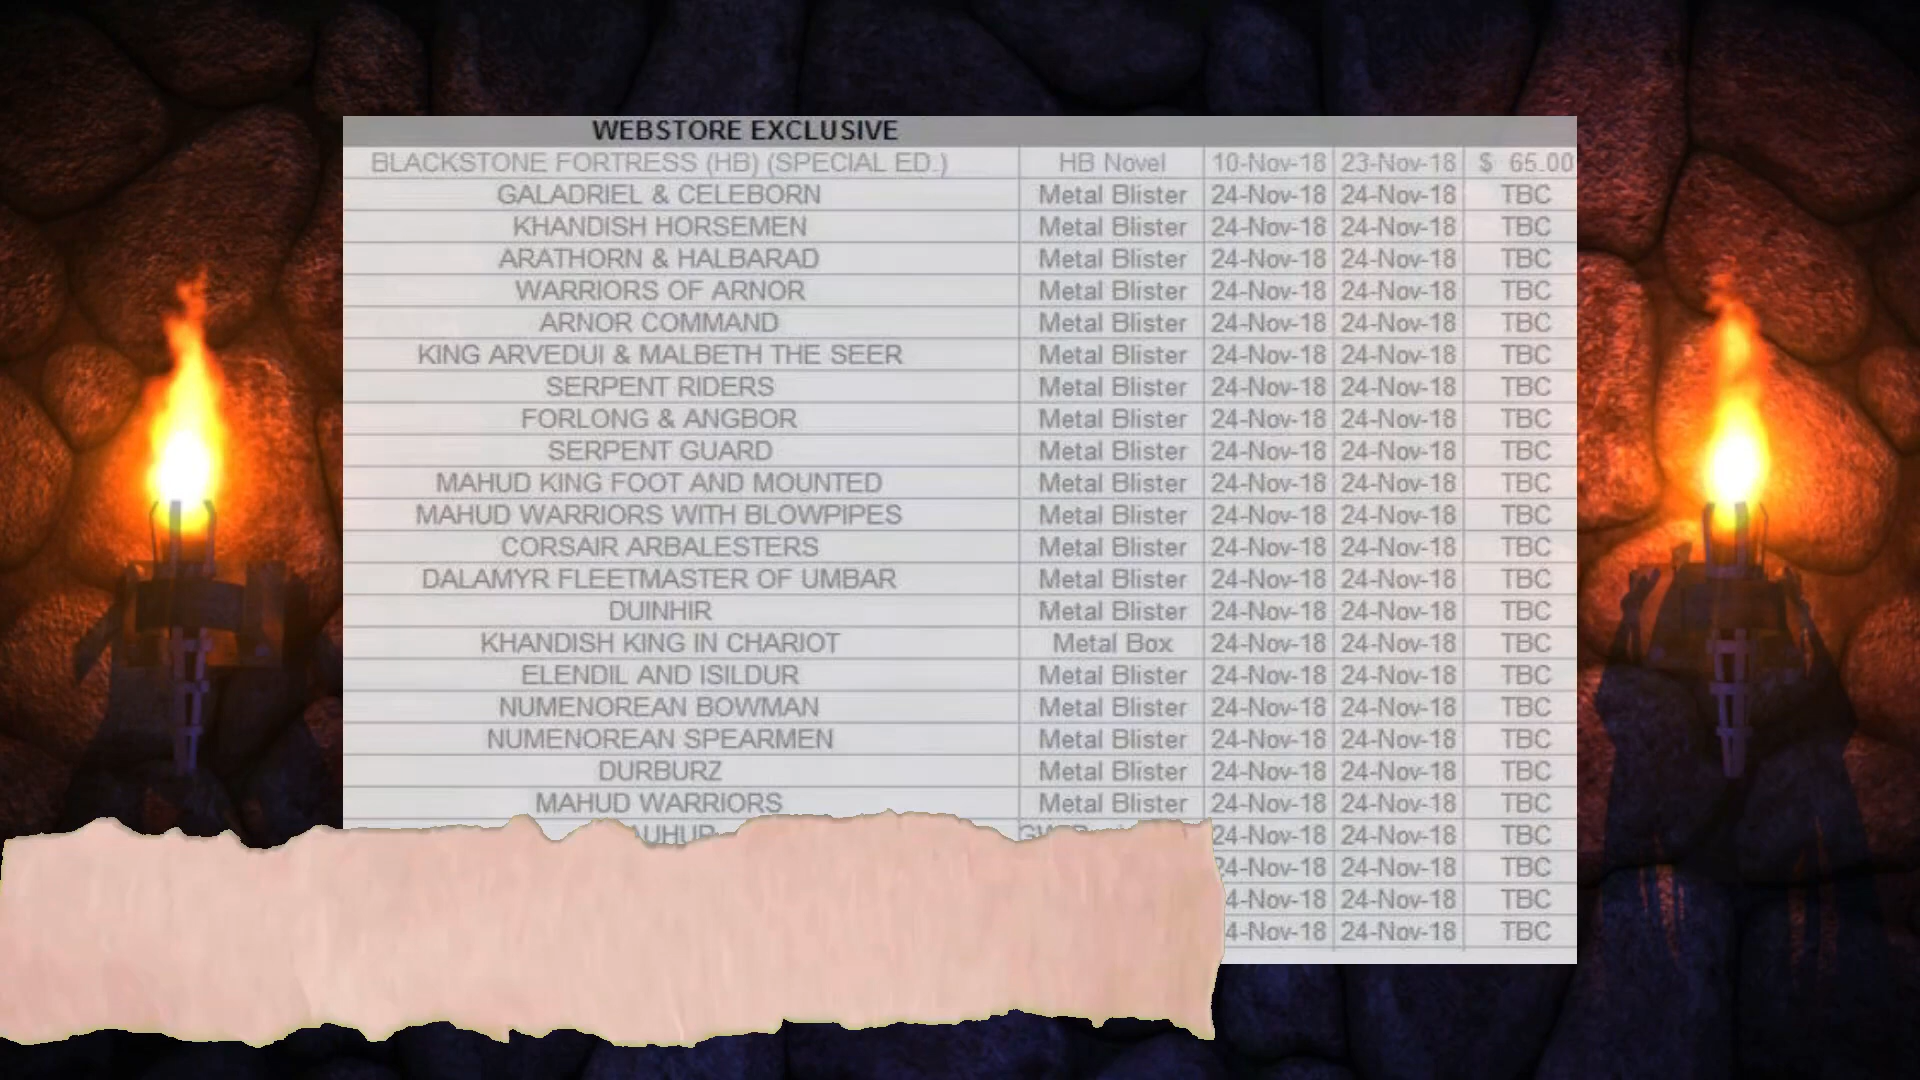 WEBSTORE EXCLUSIVE
BLACKSTONE FORTRESS (HB) (SPECIAL ED.) HB Novel 10-Nov-18 23-Nov-18 $ 65.00
GALADRIEL & CELEBORN Metal Blister 24-Nov-18 24-Nov-18 TBC
KHANDISH HORSEMEN Metal Blister 24-Nov-18 24-Nov-18 TBC
ARATHORN & HALBARAD Metal Blister 24-Nov-18 24-Nov-18 TBC
WARRIORS OF ARNOR Metal Blister 24-Nov-18 24-Nov-18 TBC
ARNOR COMMAND Metal Blister 24-Nov-18 24-Nov-18 TBC
KING ARVEDUI & MALBETH THE SEER Metal Blister 24-Nov-18 24-Nov-18 TBC
SERPENT RIDERS Metal Blister 24-Nov-18 24-Nov-18 TBC
FORLONG & ANGBOR Metal Blister 24-Nov-18 24-Nov-18 TBC
SERPENT GUARD Metal Blister 24-Nov-18 24-Nov-18 TBC
MAHUD KING FOOT AND MOUNTED Metal Blister 24-Nov-18 24-Nov-18 TBC
MAHUD WARRIORS WITH BLOWPIPES Metal Blister 24-Nov-18 24-Nov-18 TBC
CORSAIR ARBALESTERS Metal Blister 24-Nov-18 24-Nov-18 TBC
DALAMYR FLEETMASTER OF UMBAR Metal Blister 24-Nov-18 24-Nov-18 TBC
DUINHIR Metal Blister 24-Nov-18 24-Nov-18 TBC
KHANDISH KING IN CHARIOT Metal Box 24-Nov-18 24-Nov-18 TBC
ELENDIL AND ISILDUR Metal Blister 24-Nov-18 24-Nov-18 TBC
NUMENOREAN BOWMAN Metal Blister 24-Nov-18 24-Nov-18 TBC
NUMENOREAN SPEARMEN Metal Blister 24-Nov-18 24-Nov-18 TBC
DURBURZ Metal Blister 24-Nov-18 24-Nov-18 TBC
MAHUD WARRIORS Metal Blister 24-Nov-18 24-Nov-18 TBC
24-Nov-18 24-Nov-18 TBC
24-Nov-18 24-Nov-18 TBC
4-Nov-18 24-Nov-18 TBC
4-Nov-18 24-Nov-18 TBC